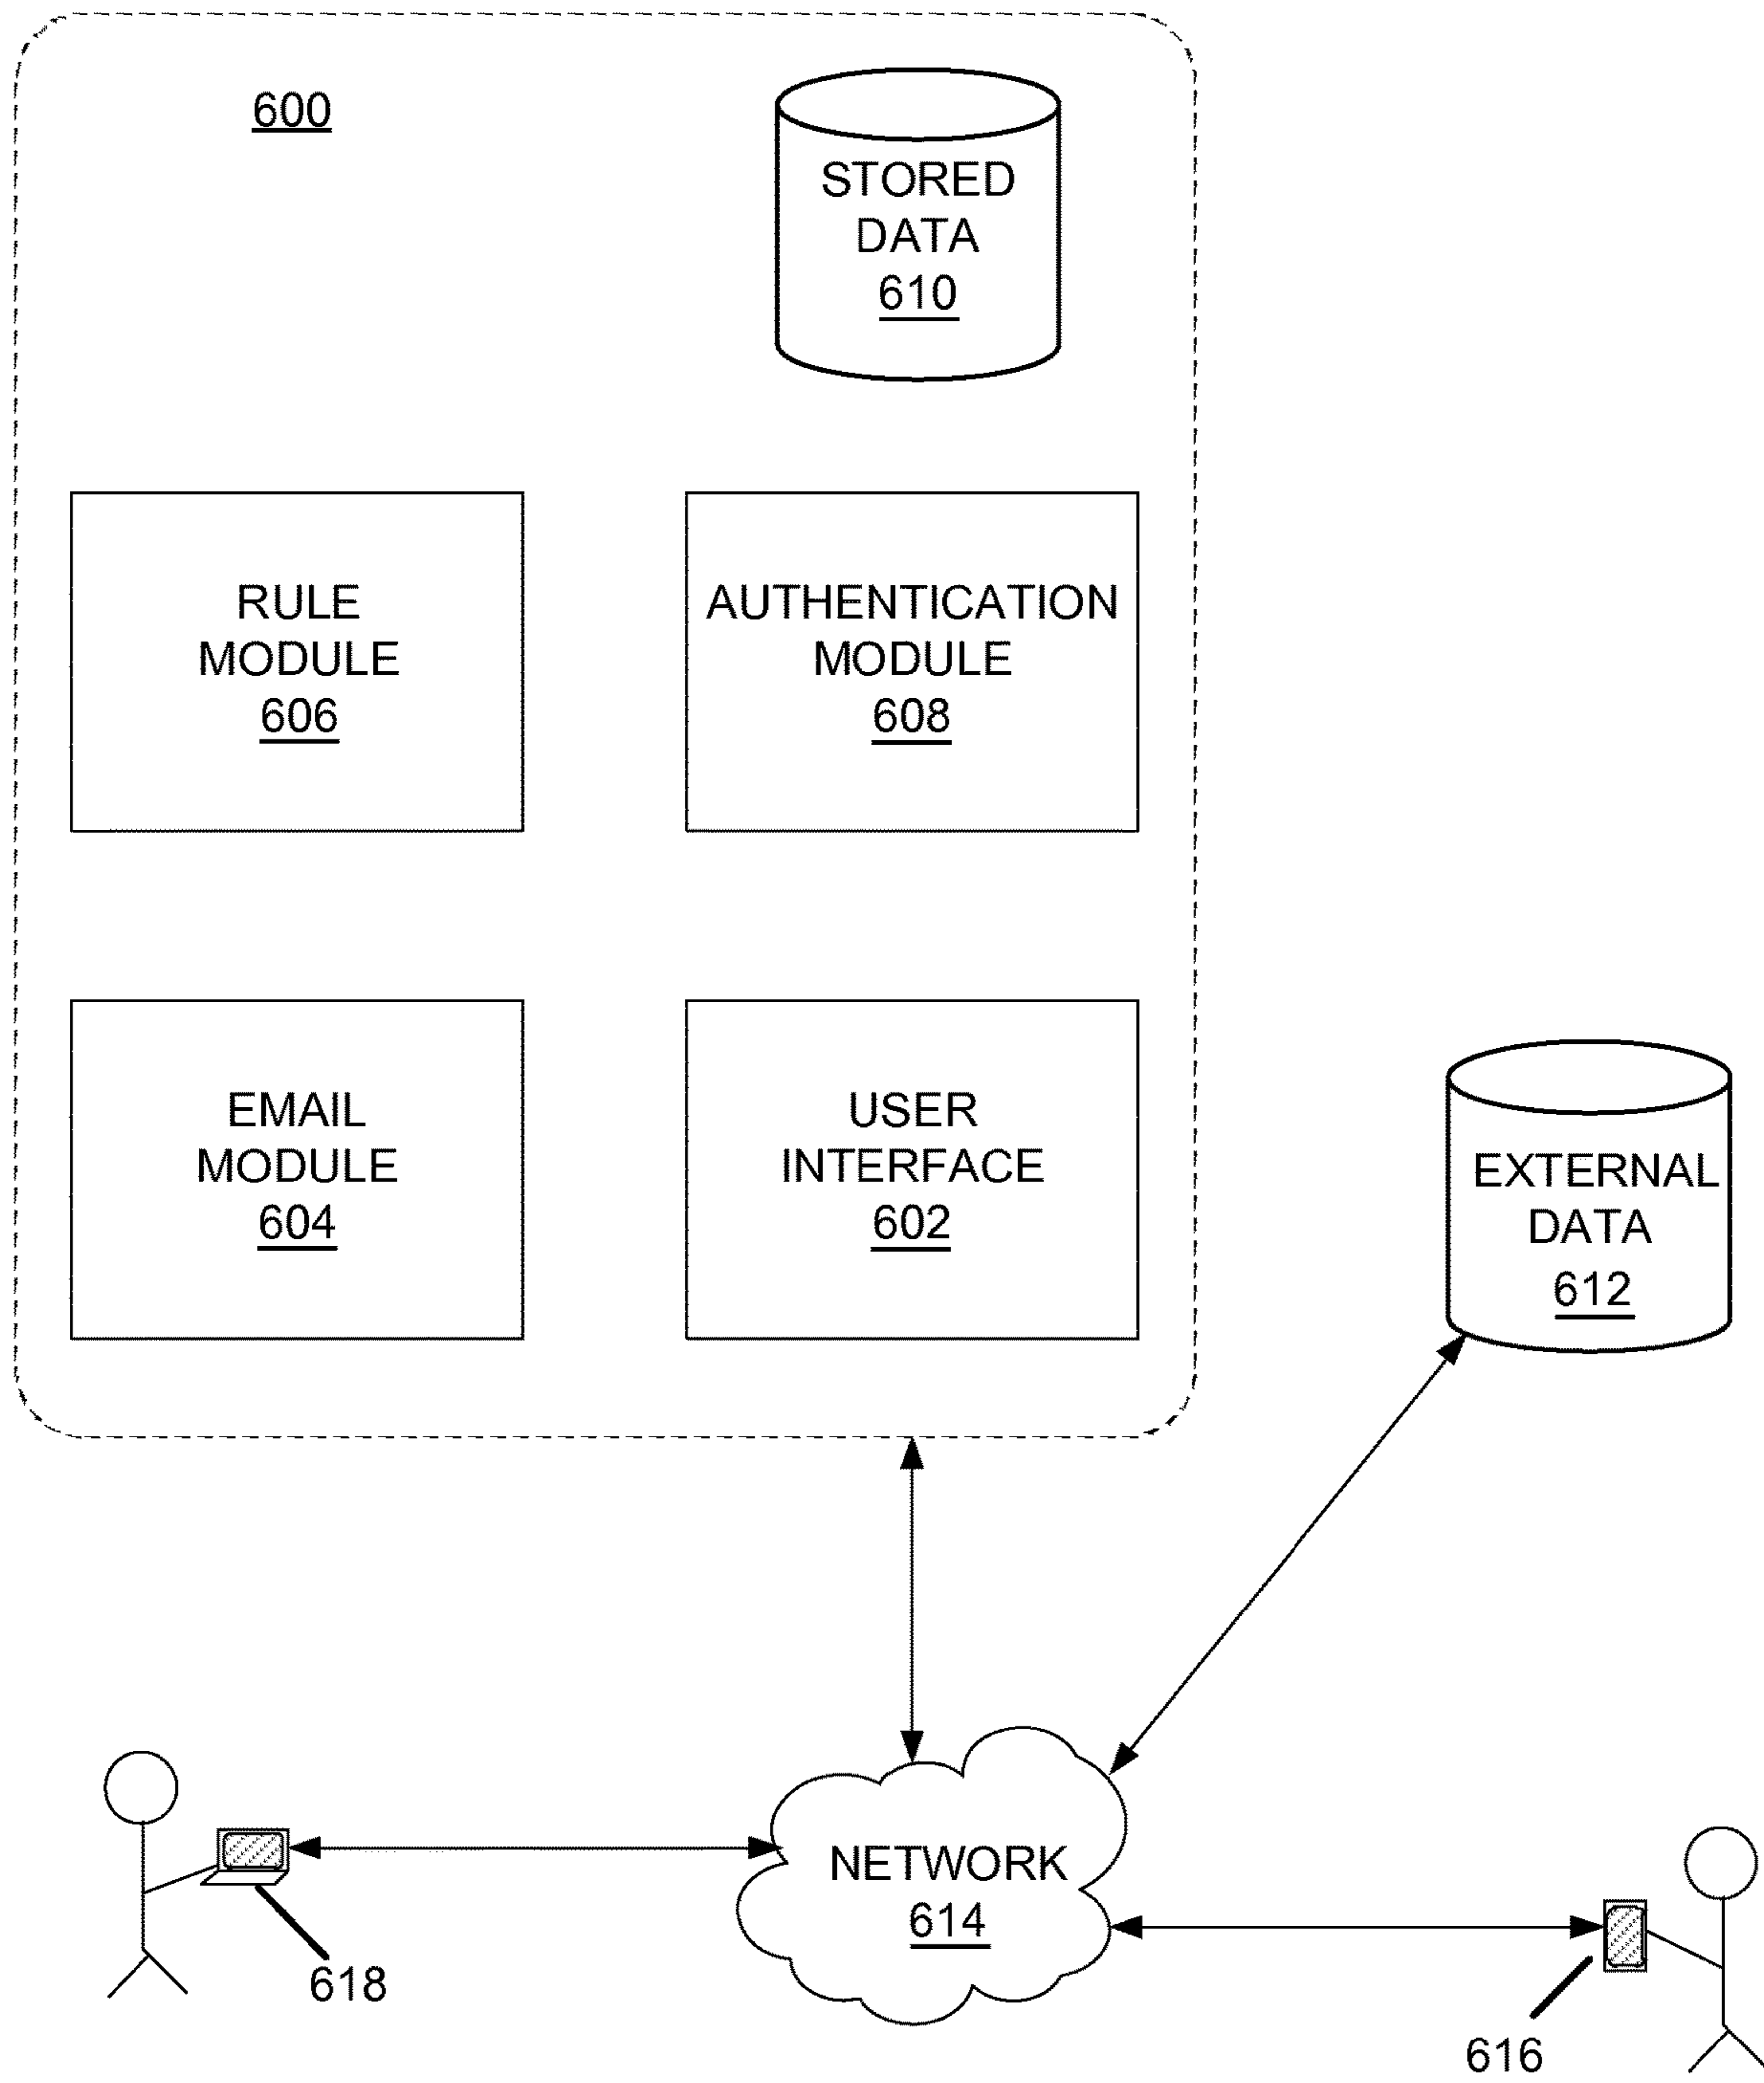 600
STORED
DATA
610
RULE
MODULE
606
AUTHENTICATION
MODULE
608
EMAIL
MODULE
604
USER
INTERFACE
602
EXTERNAL
DATA
612
NETWORK
614
618
616